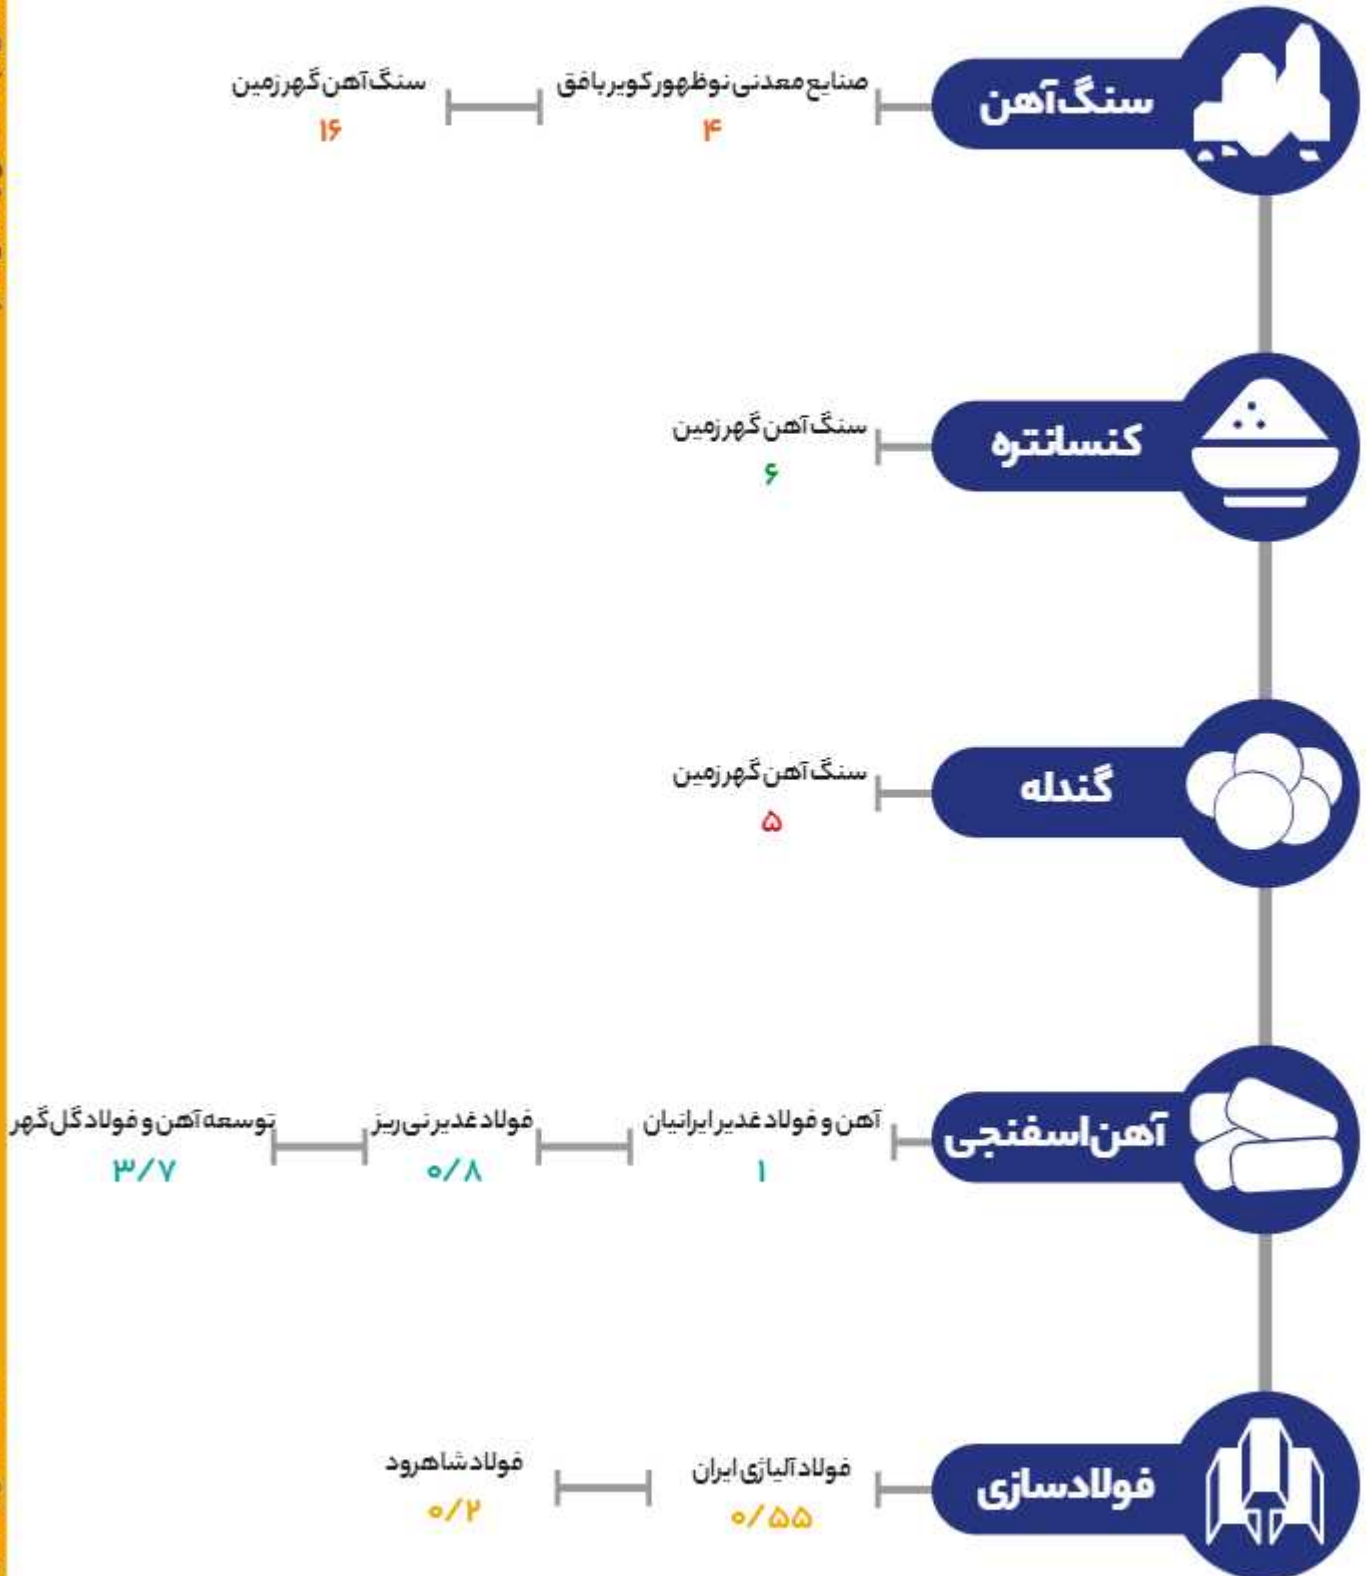 سنگ‌آهن
صنایع معدنی نوظهور کویر بافق
۴
سنگ آهن گهرزمین
۱۶
کنسانتره
سنگ آهن گهرزمین
۶
گندله
سنگ آهن گهرزمین
۵
آهن‌اسفنجی
آهن و فولاد غدیر ایرانیان
۱
فولاد غدیر نی ریز
۰/۸
توسعه آهن و فولاد گل گهر
۳/۷
فولادسازی
فولاد آلیاژی ایران
۰/۵۵
فولاد شاهرود
۰/۲